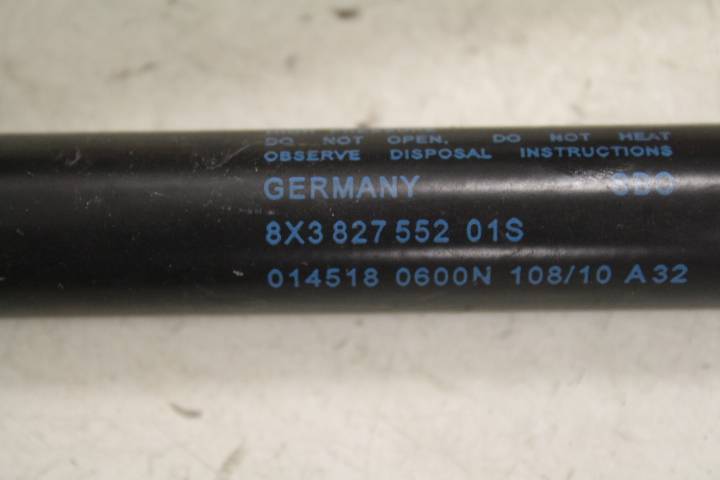 DO NOT OPEN. DO NOT HEAT
OBSERVE DISPOSAL INSTRUCTIONS
GERMANY
8X3 827 552 01S
014518 0600N 108/10 A32